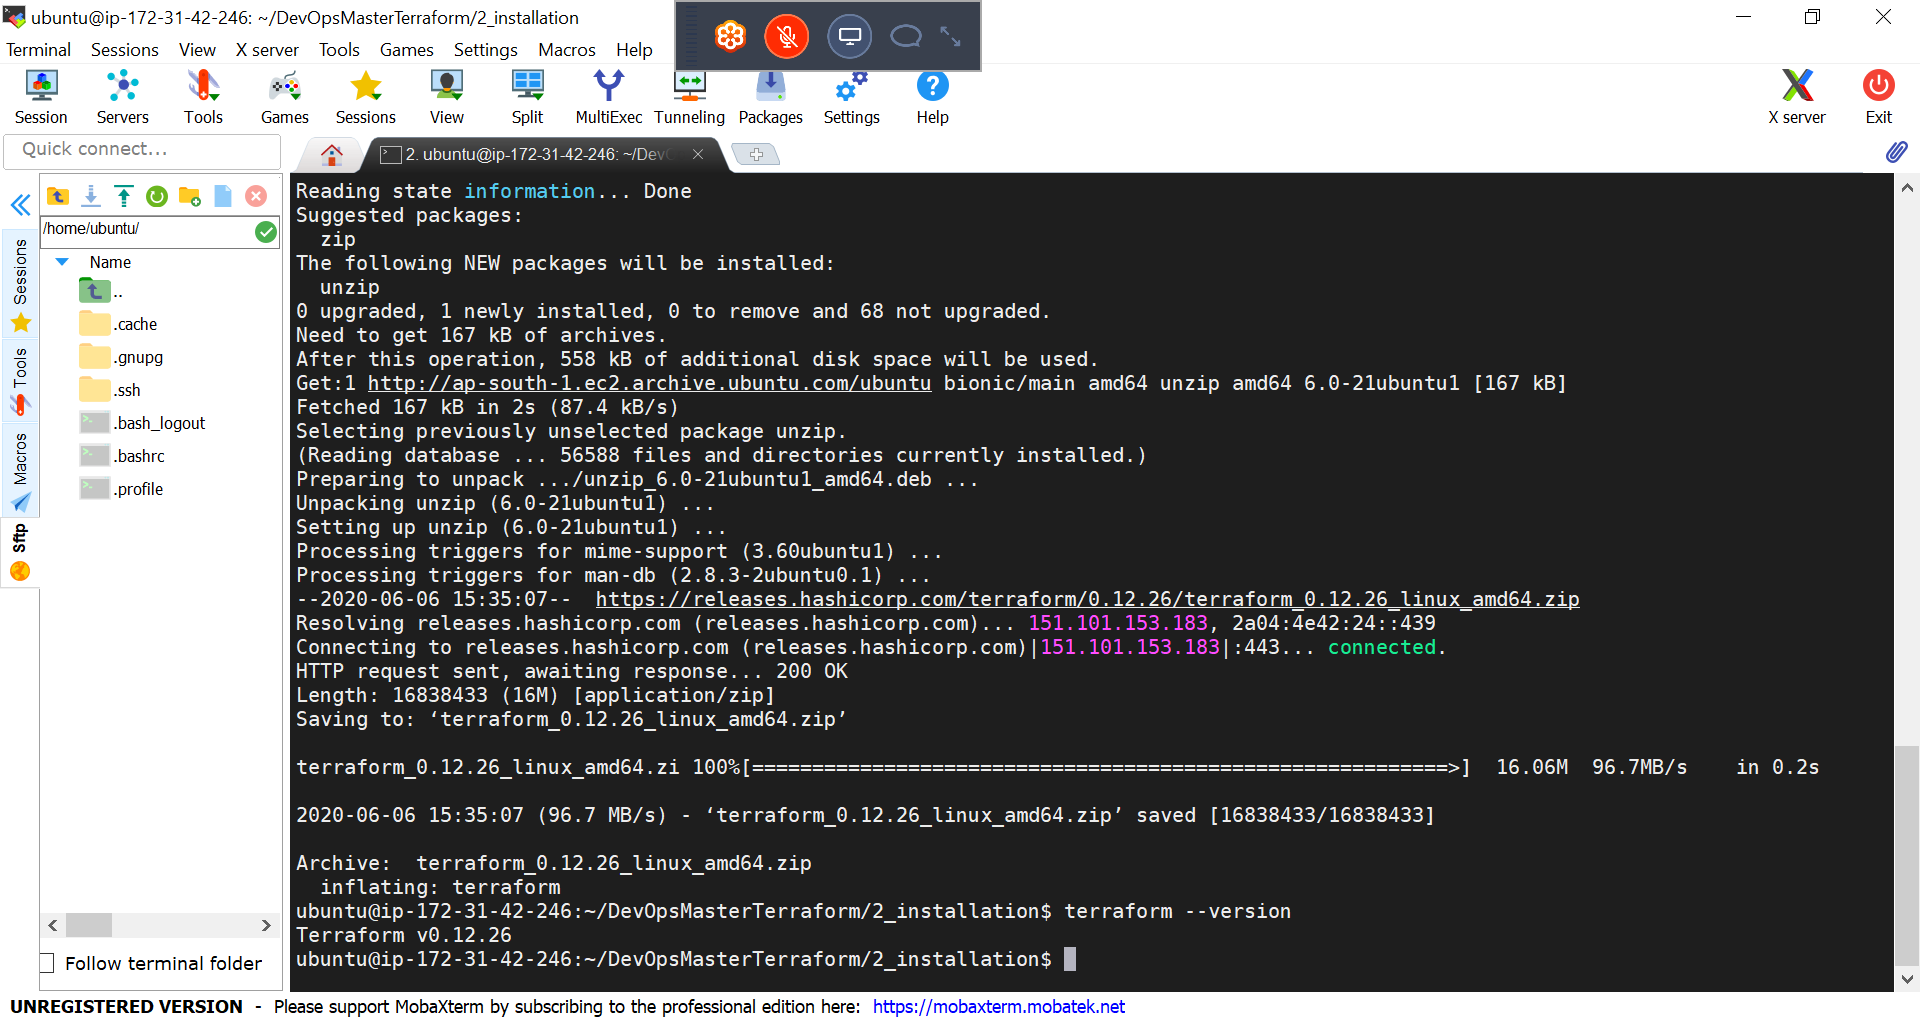 ubuntu@ip-172-31-42-246: ~/DevOpsMasterTerraform/2_installation
Terminal Sessions View X server Tools Games Settings Macros Help
Session Servers Tools Games Sessions View Split MultiExec Tunneling Packages Settings Help X server Exit
Quick connect...
2. ubuntu@ip-172-31-42-246: ~/Dev
/home/ubuntu/
Name
..
.cache
.gnupg
.ssh
.bash_logout
.bashrc
.profile
Sessions
Tools
Macros
Sftp
Follow terminal folder
Reading state information... Done
Suggested packages:
  zip
The following NEW packages will be installed:
  unzip
0 upgraded, 1 newly installed, 0 to remove and 68 not upgraded.
Need to get 167 kB of archives.
After this operation, 558 kB of additional disk space will be used.
Get:1 http://ap-south-1.ec2.archive.ubuntu.com/ubuntu bionic/main amd64 unzip amd64 6.0-21ubuntu1 [167 kB]
Fetched 167 kB in 2s (87.4 kB/s)
Selecting previously unselected package unzip.
(Reading database ... 56588 files and directories currently installed.)
Preparing to unpack .../unzip_6.0-21ubuntu1_amd64.deb ...
Unpacking unzip (6.0-21ubuntu1) ...
Setting up unzip (6.0-21ubuntu1) ...
Processing triggers for mime-support (3.60ubuntu1) ...
Processing triggers for man-db (2.8.3-2ubuntu0.1) ...
--2020-06-06 15:35:07--  https://releases.hashicorp.com/terraform/0.12.26/terraform_0.12.26_linux_amd64.zip
Resolving releases.hashicorp.com (releases.hashicorp.com)... 151.101.153.183, 2a04:4e42:24::439
Connecting to releases.hashicorp.com (releases.hashicorp.com)|151.101.153.183|:443... connected.
HTTP request sent, awaiting response... 200 OK
Length: 16838433 (16M) [application/zip]
Saving to: ‘terraform_0.12.26_linux_amd64.zip’
terraform_0.12.26_linux_amd64.zi 100%[==========================================================>]  16.06M  96.7MB/s    in 0.2s
2020-06-06 15:35:07 (96.7 MB/s) - ‘terraform_0.12.26_linux_amd64.zip’ saved [16838433/16838433]
Archive:  terraform_0.12.26_linux_amd64.zip
  inflating: terraform
ubuntu@ip-172-31-42-246:~/DevOpsMasterTerraform/2_installation$ terraform --version
Terraform v0.12.26
ubuntu@ip-172-31-42-246:~/DevOpsMasterTerraform/2_installation$
UNREGISTERED VERSION - Please support MobaXterm by subscribing to the professional edition here: https://mobaxterm.mobatek.net